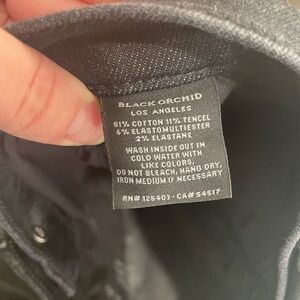 BLACK ORCHID
LOS ANGELES
81% COTTON 11% TENCEL
6% ELASTOMULTIESTER
2% ELASTANE
WASH INSIDE OUT IN
COLD WATER WITH
LIKE COLORS.
DO NOT BLEACH, HANG DRY.
IRON MEDIUM IF NECESSARY
RN# 126403 - CA# 54517